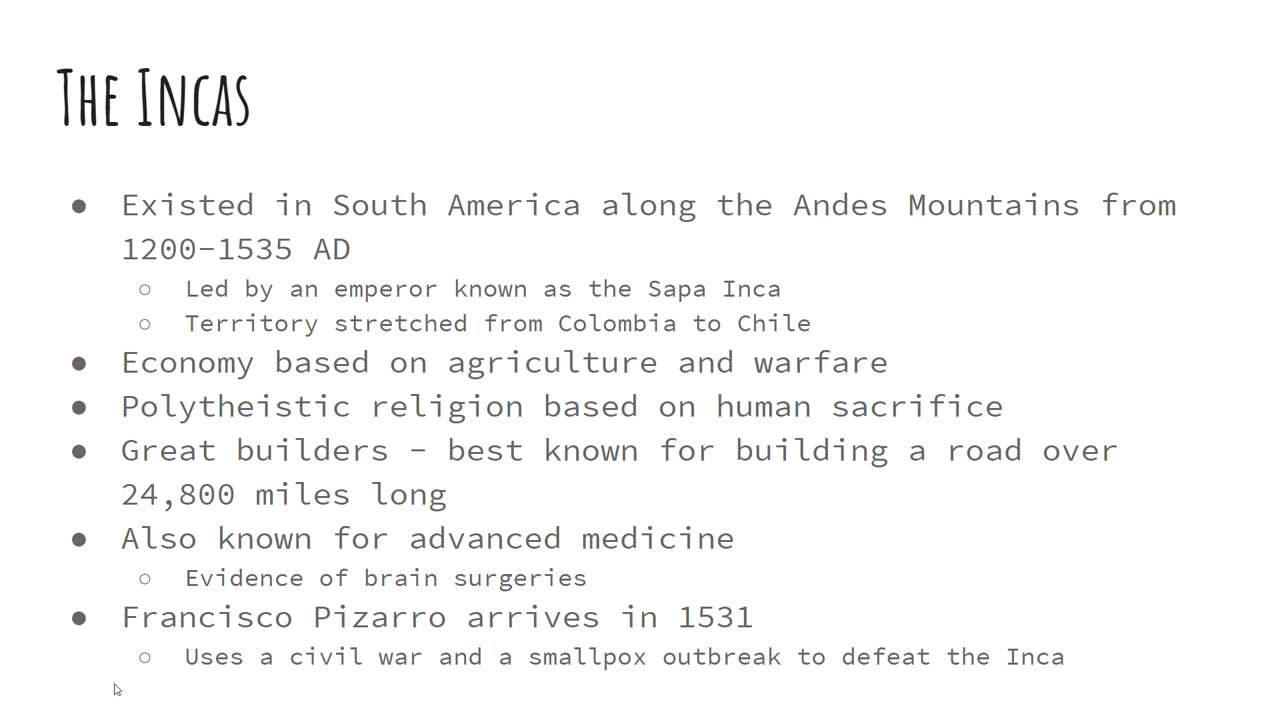 The Incas
● Existed in South America along the Andes Mountains from
1200-1535 AD
○ Led by an emperor known as the Sapa Inca
○ Territory stretched from Colombia to Chile
● Economy based on agriculture and warfare
● Polytheistic religion based on human sacrifice
● Great builders - best known for building a road over
24,800 miles long
● Also known for advanced medicine
○ Evidence of brain surgeries
● Francisco Pizarro arrives in 1531
○ Uses a civil war and a smallpox outbreak to defeat the Inca